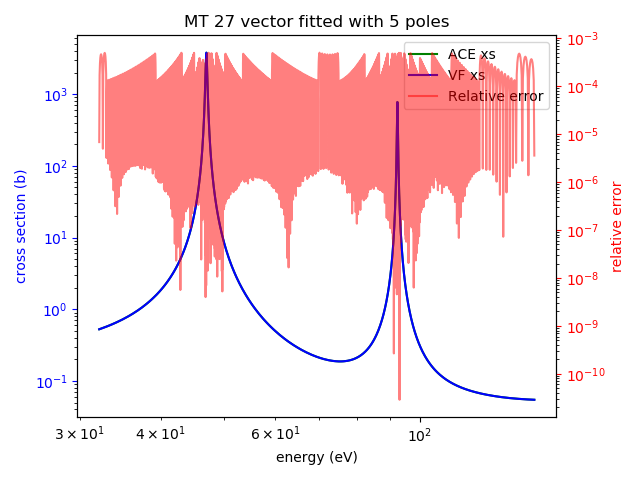 MT 27 vector fitted with 5 poles
ACE xs
VF xs
Relative error
cross section (b)
10³
10²
10¹
10⁰
10⁻¹
10⁻³
10⁻⁴
10⁻⁵
10⁻⁶
10⁻⁷
10⁻⁸
10⁻⁹
10⁻¹⁰
relative error
3 × 10¹ 4 × 10¹ 6 × 10¹ 10²
energy (eV)